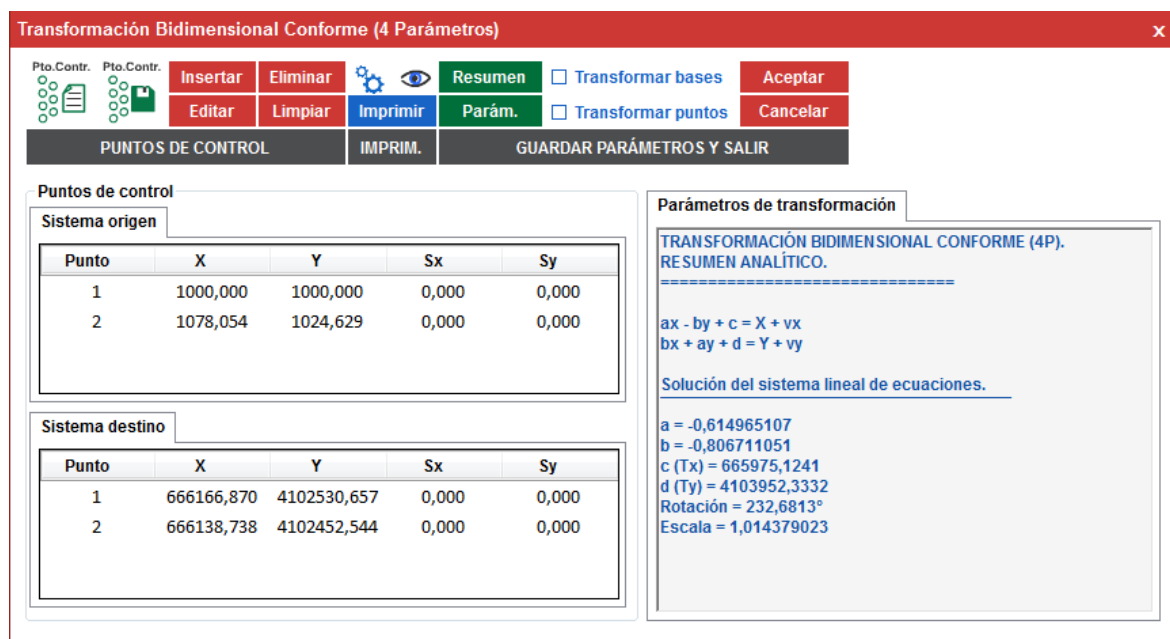 Transformación Bidimensional Conforme (4 Parámetros)
x
Pto.Contr. Pto.Contr.
Insertar Eliminar Resumen Transformar bases Aceptar
Editar Limpiar Imprimir Parám. Transformar puntos Cancelar
PUNTOS DE CONTROL IMPRIM. GUARDAR PARÁMETROS Y SALIR
Puntos de control
Sistema origen
Punto X Y Sx Sy
1 1000,000 1000,000 0,000 0,000
2 1078,054 1024,629 0,000 0,000
Sistema destino
Punto X Y Sx Sy
1 666166,870 4102530,657 0,000 0,000
2 666138,738 4102452,544 0,000 0,000
Parámetros de transformación
TRANSFORMACIÓN BIDIMENSIONAL CONFORME (4P).
RESUMEN ANALÍTICO.
===============================
ax - by + c = X + vx
bx + ay + d = Y + vy
Solución del sistema lineal de ecuaciones.
a = -0,614965107
b = -0,806711051
c (Tx) = 665975,1241
d (Ty) = 4103952,3332
Rotación = 232,6813°
Escala = 1,014379023